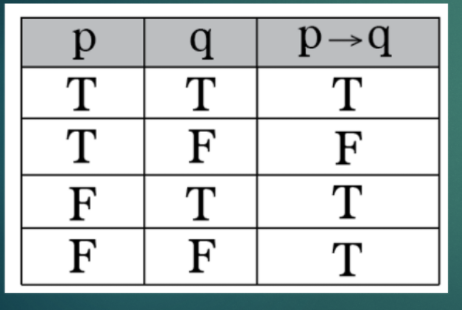 p q p→q
T T T
T F F
F T T
F F T